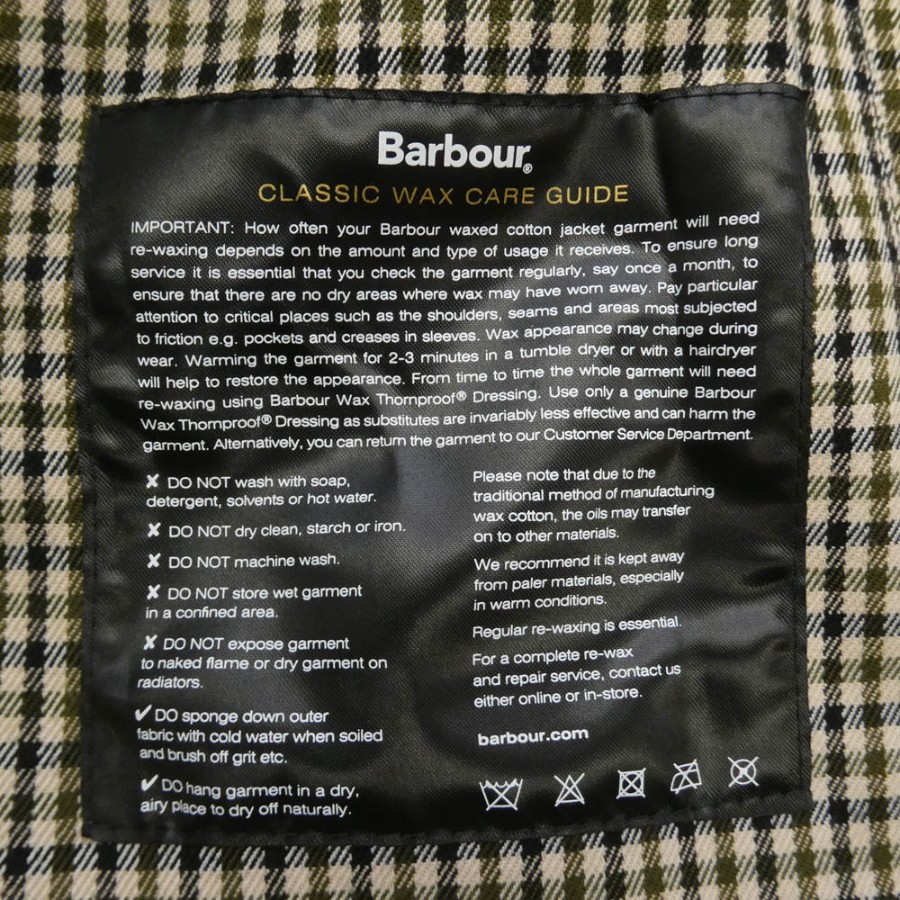 Barbour®
CLASSIC WAX CARE GUIDE
IMPORTANT: How often your Barbour waxed cotton jacket garment will need
re-waxing depends on the amount and type of usage it receives. To ensure long
service it is essential that you check the garment regularly, say once a month, to
ensure that there are no dry areas where wax may have worn away. Pay particular
attention to critical places such as the shoulders, seams and areas most subjected
to friction e.g. pockets and creases in sleeves. Wax appearance may change during
wear. Warming the garment for 2-3 minutes in a tumble dryer or with a hairdryer
will help to restore the appearance. From time to time the whole garment will need
re-waxing using Barbour Wax Thornproof® Dressing. Use only a genuine Barbour
Wax Thornproof® Dressing as substitutes are invariably less effective and can harm the
garment. Alternatively, you can return the garment to our Customer Service Department.
✘ DO NOT wash with soap,
detergent, solvents or hot water.
✘ DO NOT dry clean, starch or iron.
✘ DO NOT machine wash.
✘ DO NOT store wet garment
in a confined area.
✘ DO NOT expose garment
to naked flame or dry garment on
radiators.
✔ DO sponge down outer
fabric with cold water when soiled
and brush off grit etc.
✔ DO hang garment in a dry,
airy place to dry off naturally.
Please note that due to the
traditional method of manufacturing
wax cotton, the oils may transfer
on to other materials.
We recommend it is kept away
from paler materials, especially
in warm conditions.
Regular re-waxing is essential.
For a complete re-wax
and repair service, contact us
either online or in-store.
barbour.com